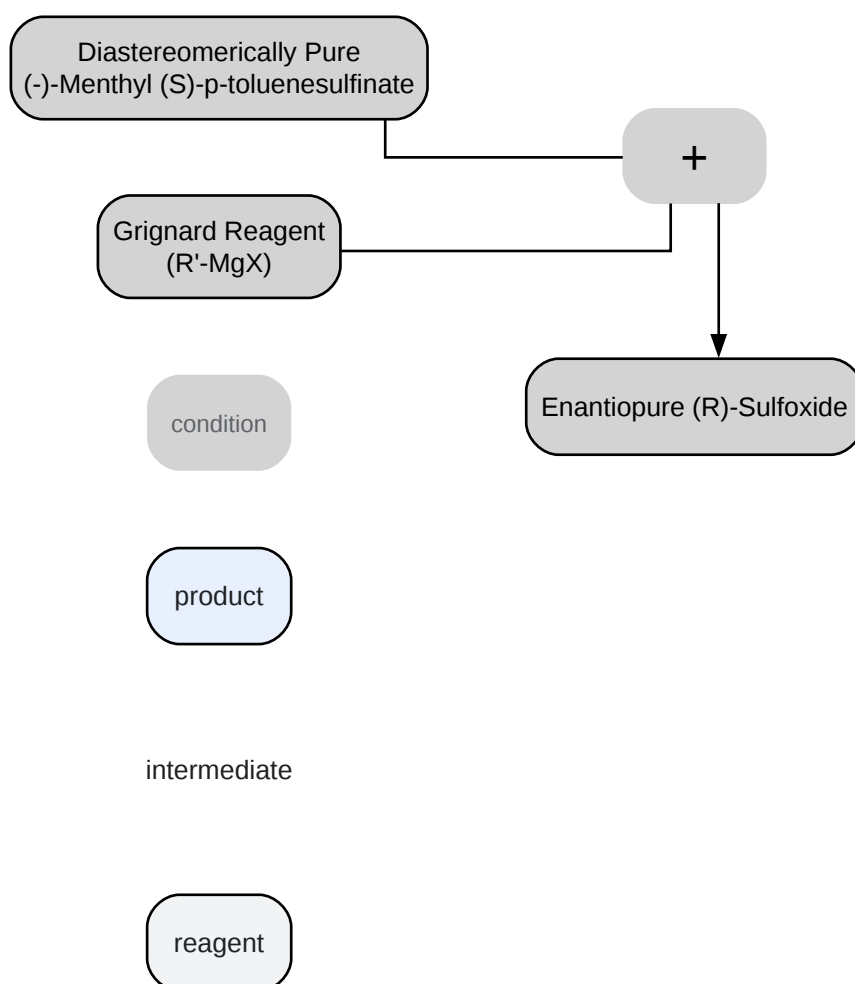 Diastereomerically Pure
(-)-Menthyl (S)-p-toluenesulfinate
+
Grignard Reagent
(R'-MgX)
Enantiopure (R)-Sulfoxide
condition
product
intermediate
reagent